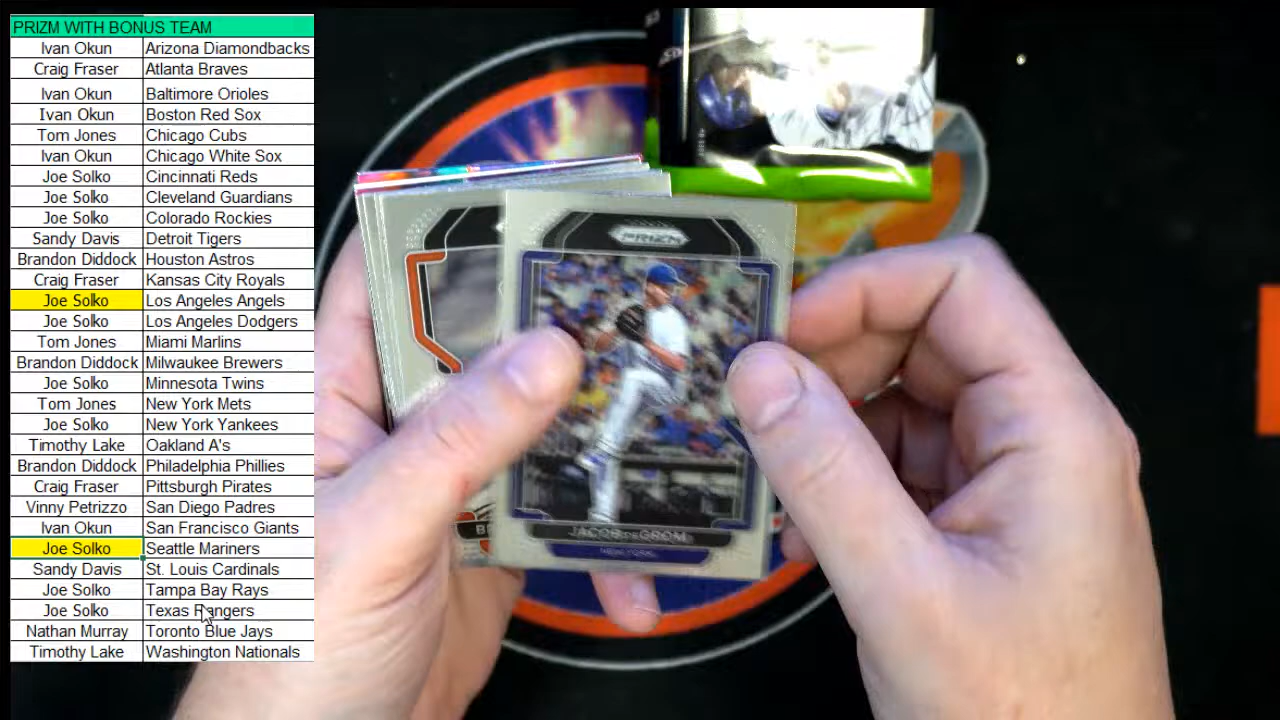 PRIZM WITH BONUS TEAM
Ivan Okun Arizona Diamondbacks
Craig Fraser Atlanta Braves
Ivan Okun Baltimore Orioles
Ivan Okun Boston Red Sox
Tom Jones Chicago Cubs
Ivan Okun Chicago White Sox
Joe Solko Cincinnati Reds
Joe Solko Cleveland Guardians
Joe Solko Colorado Rockies
Sandy Davis Detroit Tigers
Brandon Diddock Houston Astros
Craig Fraser Kansas City Royals
Joe Solko Los Angeles Angels
Joe Solko Los Angeles Dodgers
Tom Jones Miami Marlins
Brandon Diddock Milwaukee Brewers
Joe Solko Minnesota Twins
Tom Jones New York Mets
Joe Solko New York Yankees
Timothy Lake Oakland A's
Brandon Diddock Philadelphia Phillies
Craig Fraser Pittsburgh Pirates
Vinny Petrizzo San Diego Padres
Ivan Okun San Francisco Giants
Joe Solko Seattle Mariners
Sandy Davis St. Louis Cardinals
Joe Solko Tampa Bay Rays
Joe Solko Texas Rangers
Nathan Murray Toronto Blue Jays
Timothy Lake Washington Nationals
PRIZM
JACOB deGROM
NEW YORK